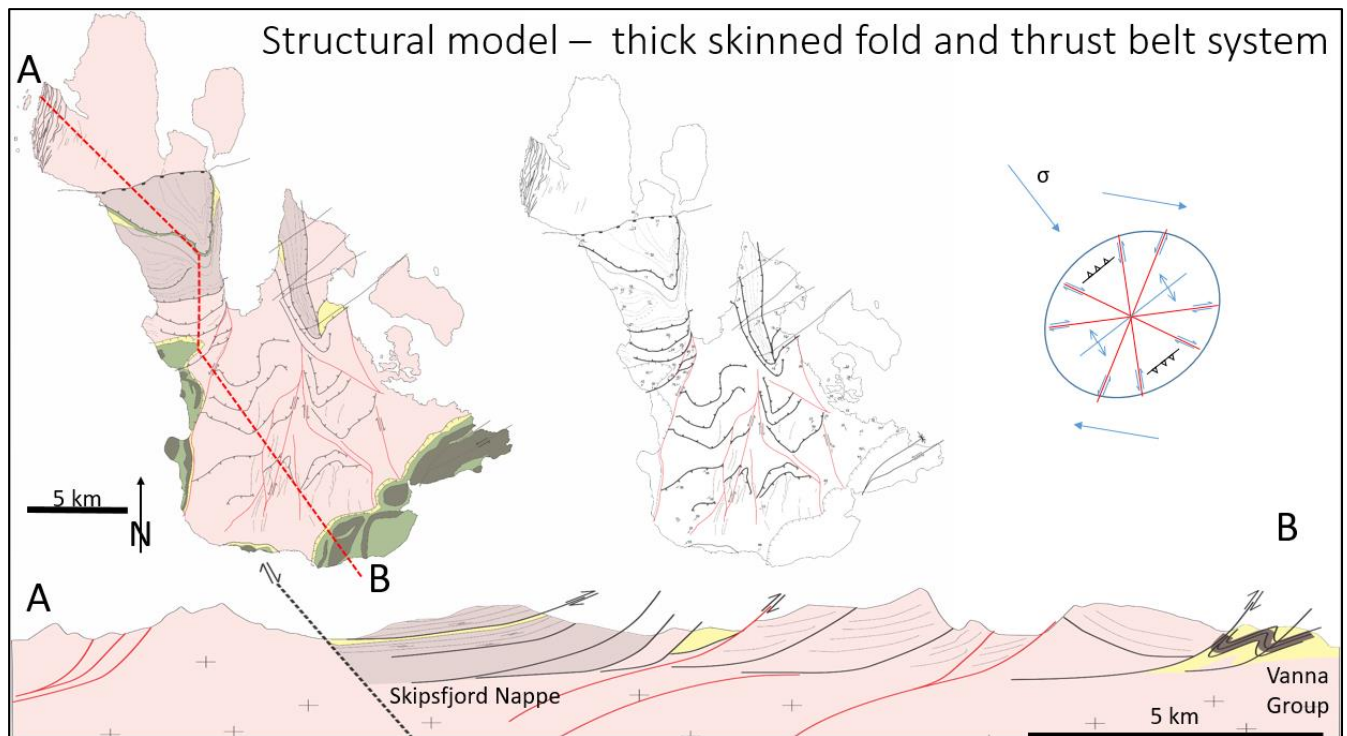 Structural model – thick skinned fold and thrust belt system
A
σ
5 km
N
B
B
A
Skipsfjord Nappe
Vanna
Group
5 km